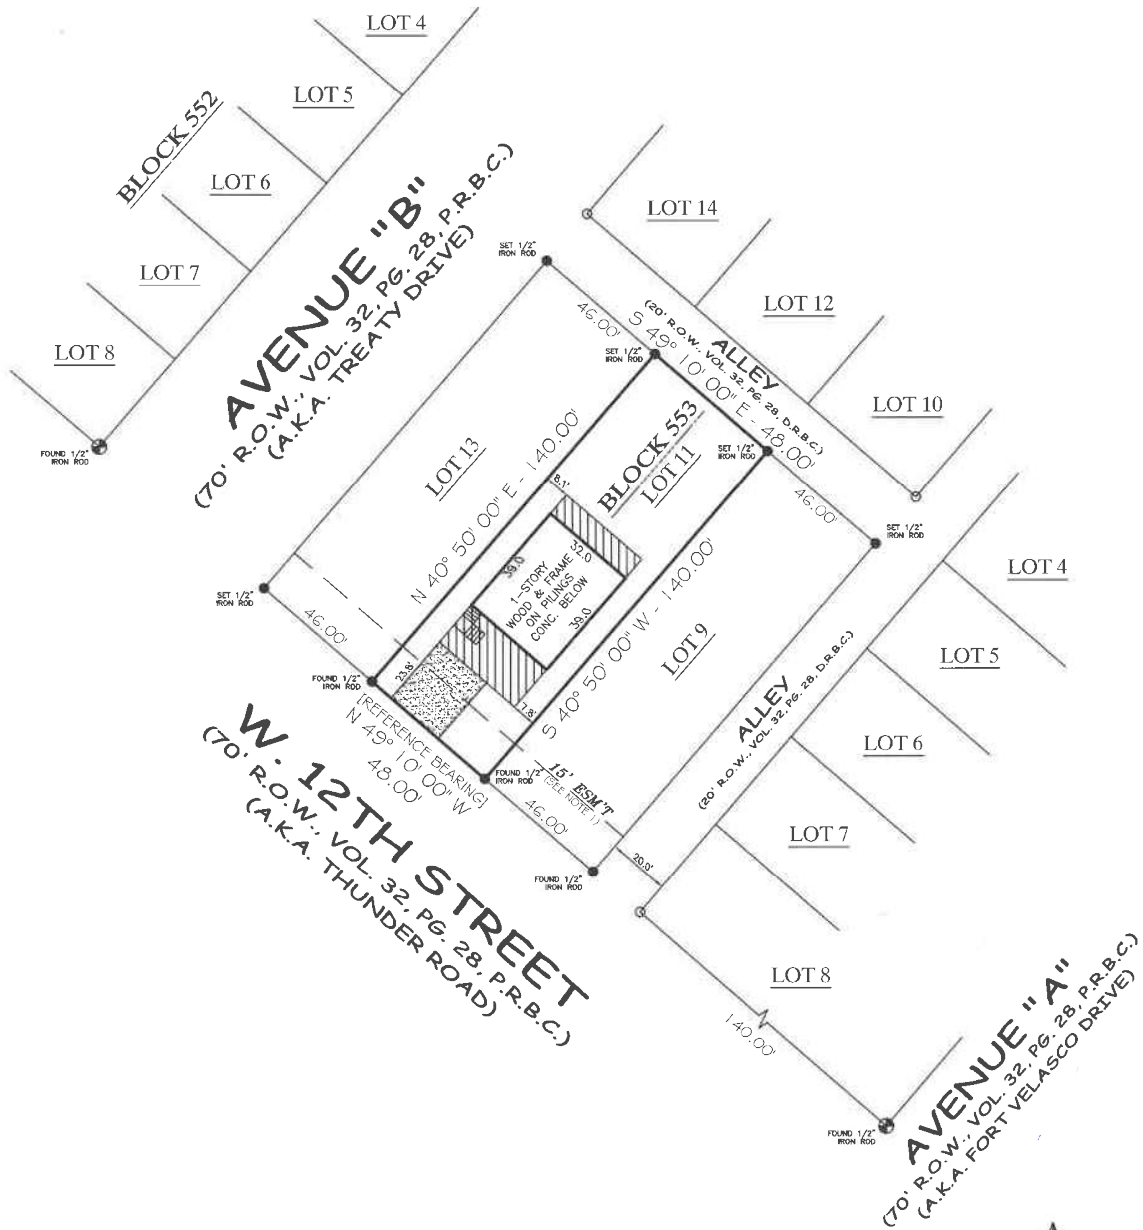 LOT 4
LOT 5
BLOCK 552
LOT 6
LOT 7
LOT 8
FOUND 1/2"
IRON ROD
AVENUE "B"
(70' R.O.W., VOL. 32, PG. 28, P.R.B.C.)
(A.K.A. TREATY DRIVE)
LOT 14
LOT 12
LOT 10
SET 1/2"
IRON ROD
46.00'
SET 1/2"
IRON ROD
ALLEY
(20' R.O.W., VOL. 32, PG. 28, D.R.B.C.)
S 49° 10' 00" E - 48.00'
SET 1/2"
IRON ROD
46.00'
SET 1/2"
IRON ROD
LOT 13
N 40° 50' 00" E - 140.00'
BLOCK 553
LOT 11
8.1'
32.0
39.0
1-STORY
WOOD & FRAME
ON PILINGS
CONC. BELOW
39.0
S 40° 50' 00" W - 140.00'
LOT 9
SET 1/2"
IRON ROD
46.00'
FOUND 1/2"
IRON ROD
23.8'
7.8'
[REFERENCE BEARING]
N 49° 10' 00" W
48.00'
FOUND 1/2"
IRON ROD
15' ESM'T
(SEE NOTE 1)
46.00'
FOUND 1/2"
IRON ROD
20.0'
W. 12TH STREET
(70' R.O.W., VOL. 32, PG. 28, P.R.B.C.)
(A.K.A. THUNDER ROAD)
ALLEY
(20' R.O.W., VOL. 32, PG. 28, D.R.B.C.)
LOT 4
LOT 5
LOT 6
LOT 7
LOT 8
140.00'
FOUND 1/2"
IRON ROD
AVENUE "A"
(70' R.O.W., VOL. 32, PG. 28, P.R.B.C.)
(A.K.A. FORT VELASCO DRIVE)